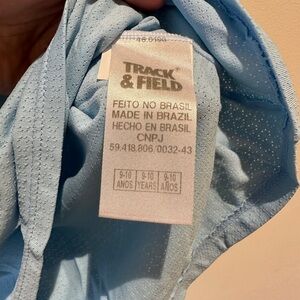 TRACK
& FIELD
FEITO NO BRASIL
MADE IN BRAZIL
HECHO EN BRASIL
CNPJ
59.418.806/0032-43
9-10 9-10 9-10
ANOS YEARS AÑOS